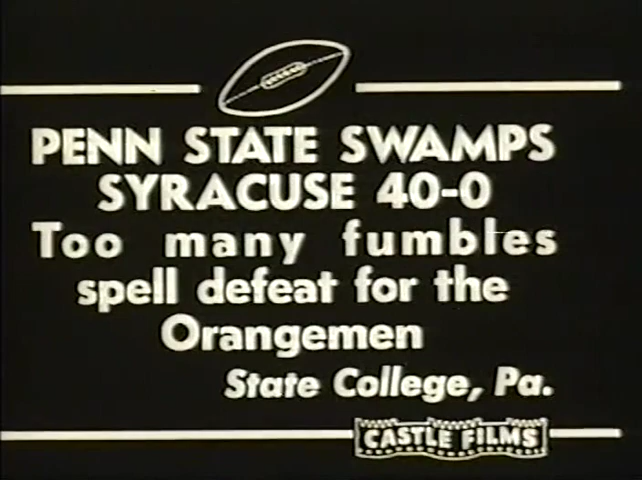 PENN STATE SWAMPS
SYRACUSE 40-0
Too many fumbles
spell defeat for the
Orangemen
State College, Pa.
CASTLE FILMS